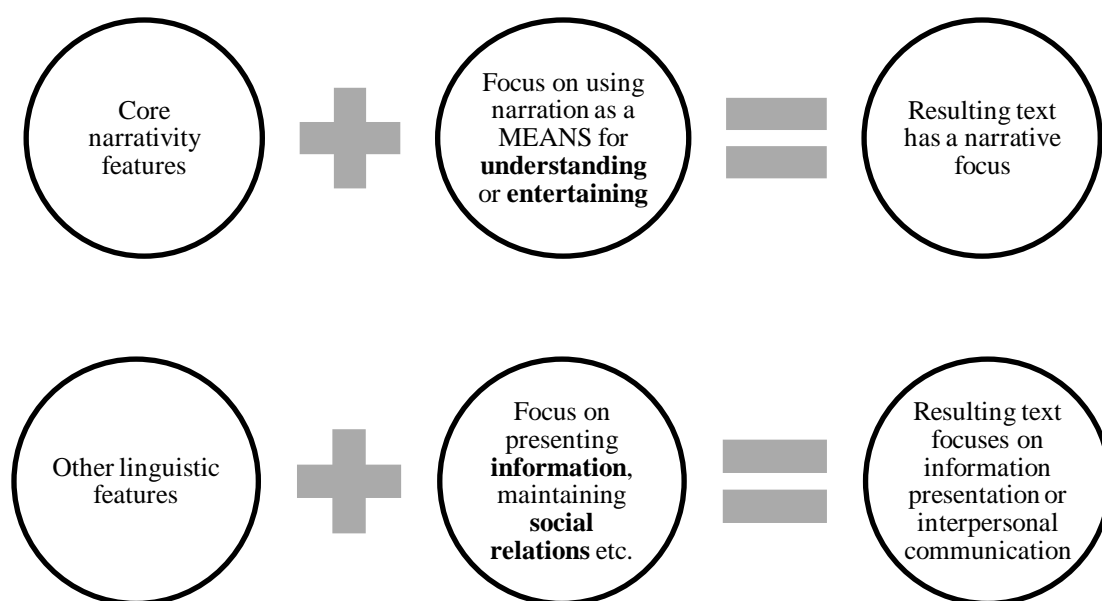 Core
narrativity
features
Focus on using
narration as a
MEANS for
understanding
or entertaining
Resulting text
has a narrative
focus
Other linguistic
features
Focus on
presenting
information,
maintaining
social
relations etc.
Resulting text
focuses on
information
presentation or
interpersonal
communication